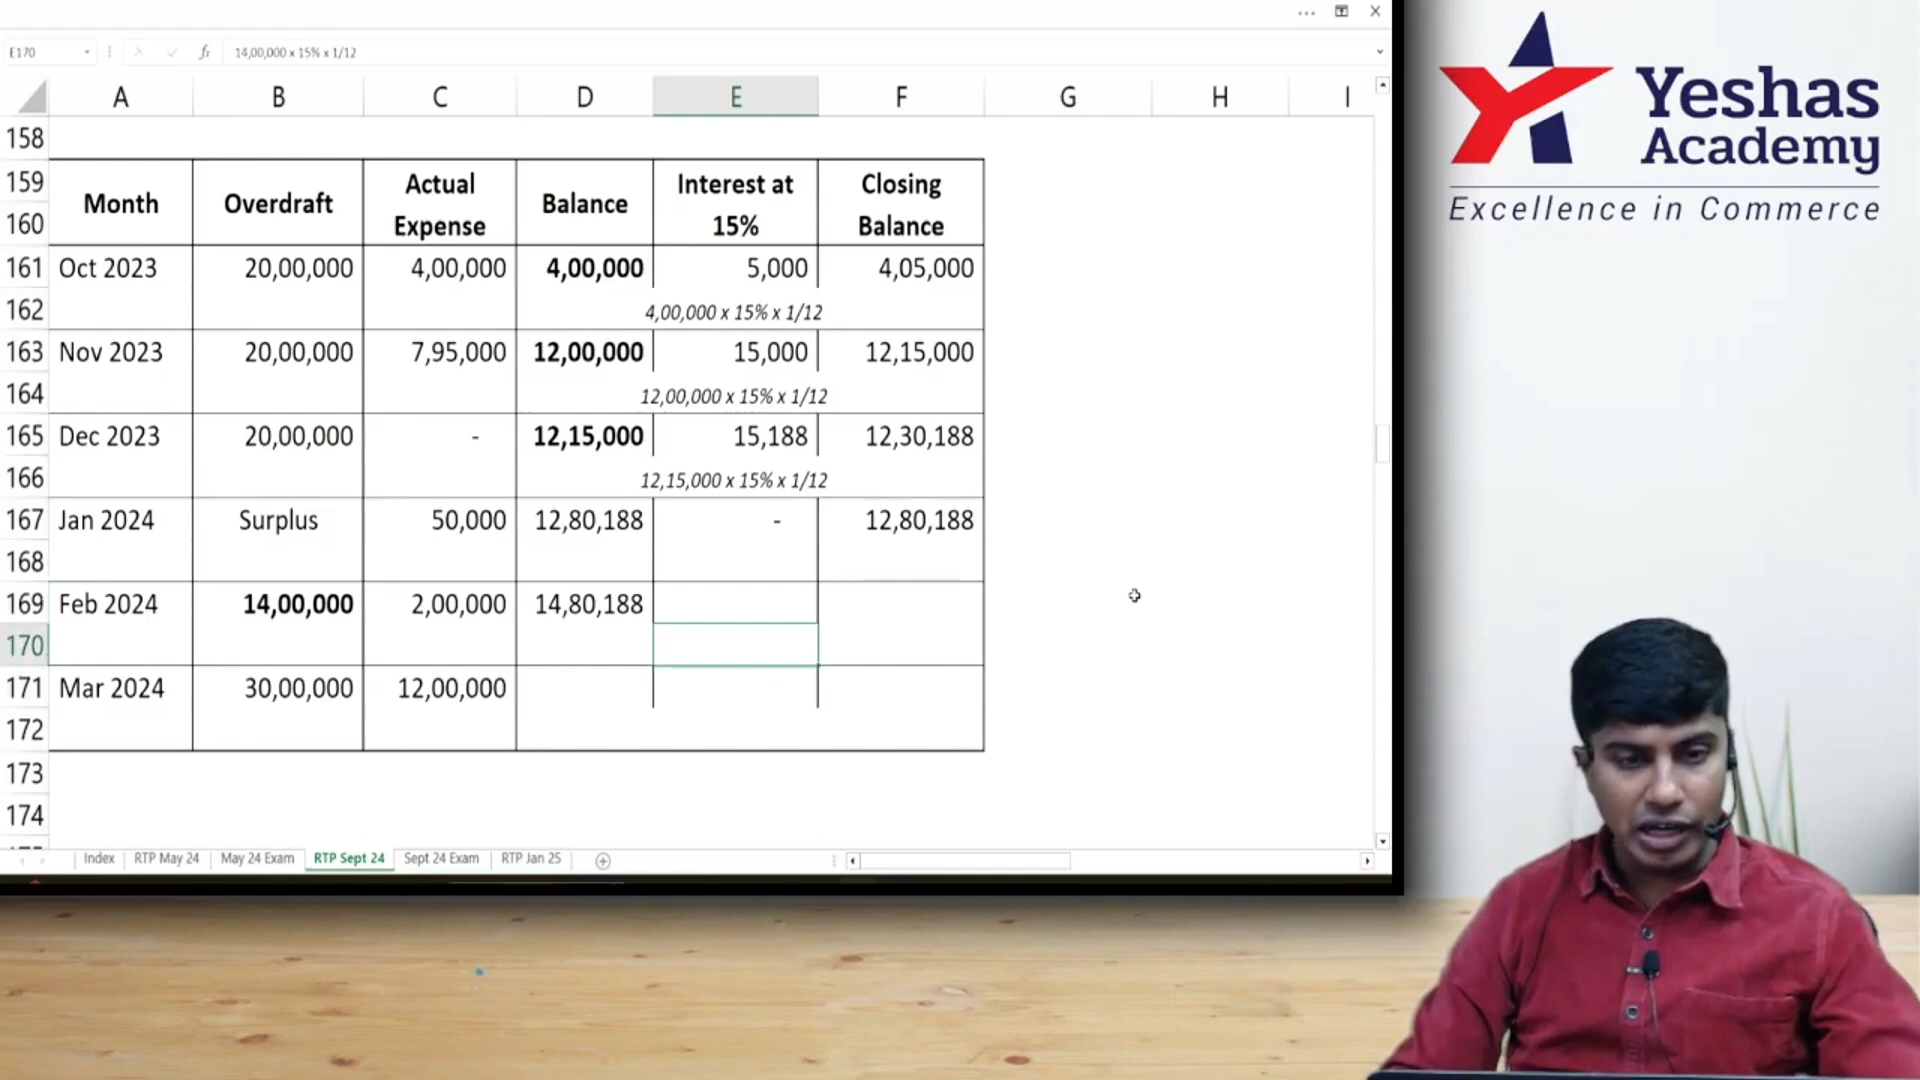 E170
fx
14,00,000 x 15% x 1/12
A B C D E F G H I
158
159 Month Overdraft Actual Balance Interest at Closing
160 Expense 15% Balance
161 Oct 2023 20,00,000 4,00,000 4,00,000 5,000 4,05,000
162 4,00,000 x 15% x 1/12
163 Nov 2023 20,00,000 7,95,000 12,00,000 15,000 12,15,000
164 12,00,000 x 15% x 1/12
165 Dec 2023 20,00,000 - 12,15,000 15,188 12,30,188
166 12,15,000 x 15% x 1/12
167 Jan 2024 Surplus 50,000 12,80,188 - 12,80,188
168
169 Feb 2024 14,00,000 2,00,000 14,80,188
170
171 Mar 2024 30,00,000 12,00,000
172
173
174
Index RTP May 24 May 24 Exam RTP Sept 24 Sept 24 Exam RTP Jan 25
Yeshas
Academy
Excellence in Commerce